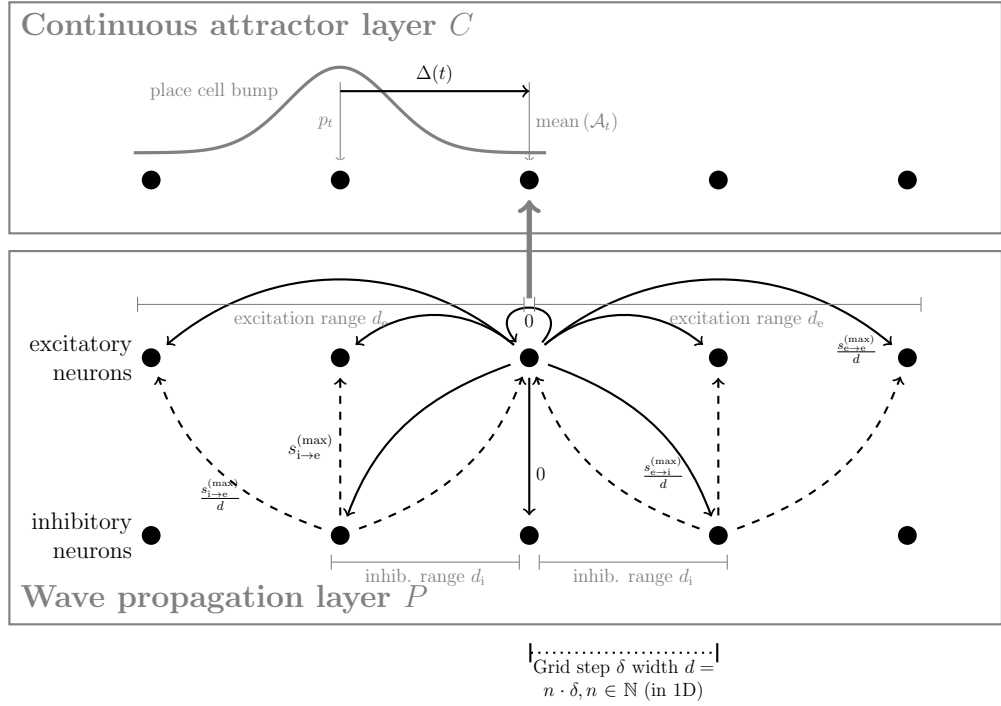 Continuous attractor layer C
Δ(t)
place cell bump
p_t
mean (𝒜_t)
excitation range d_e
0
excitation range d_e
excitatory
neurons
s_{e→e}^{(max)}/d
s_{i→e}^{(max)}
s_{i→e}^{(max)}/d
0
s_{e→i}^{(max)}/d
inhibitory
neurons
inhib. range d_i
inhib. range d_i
Wave propagation layer P
Grid step δ width d =
n · δ, n ∈ ℕ (in 1D)